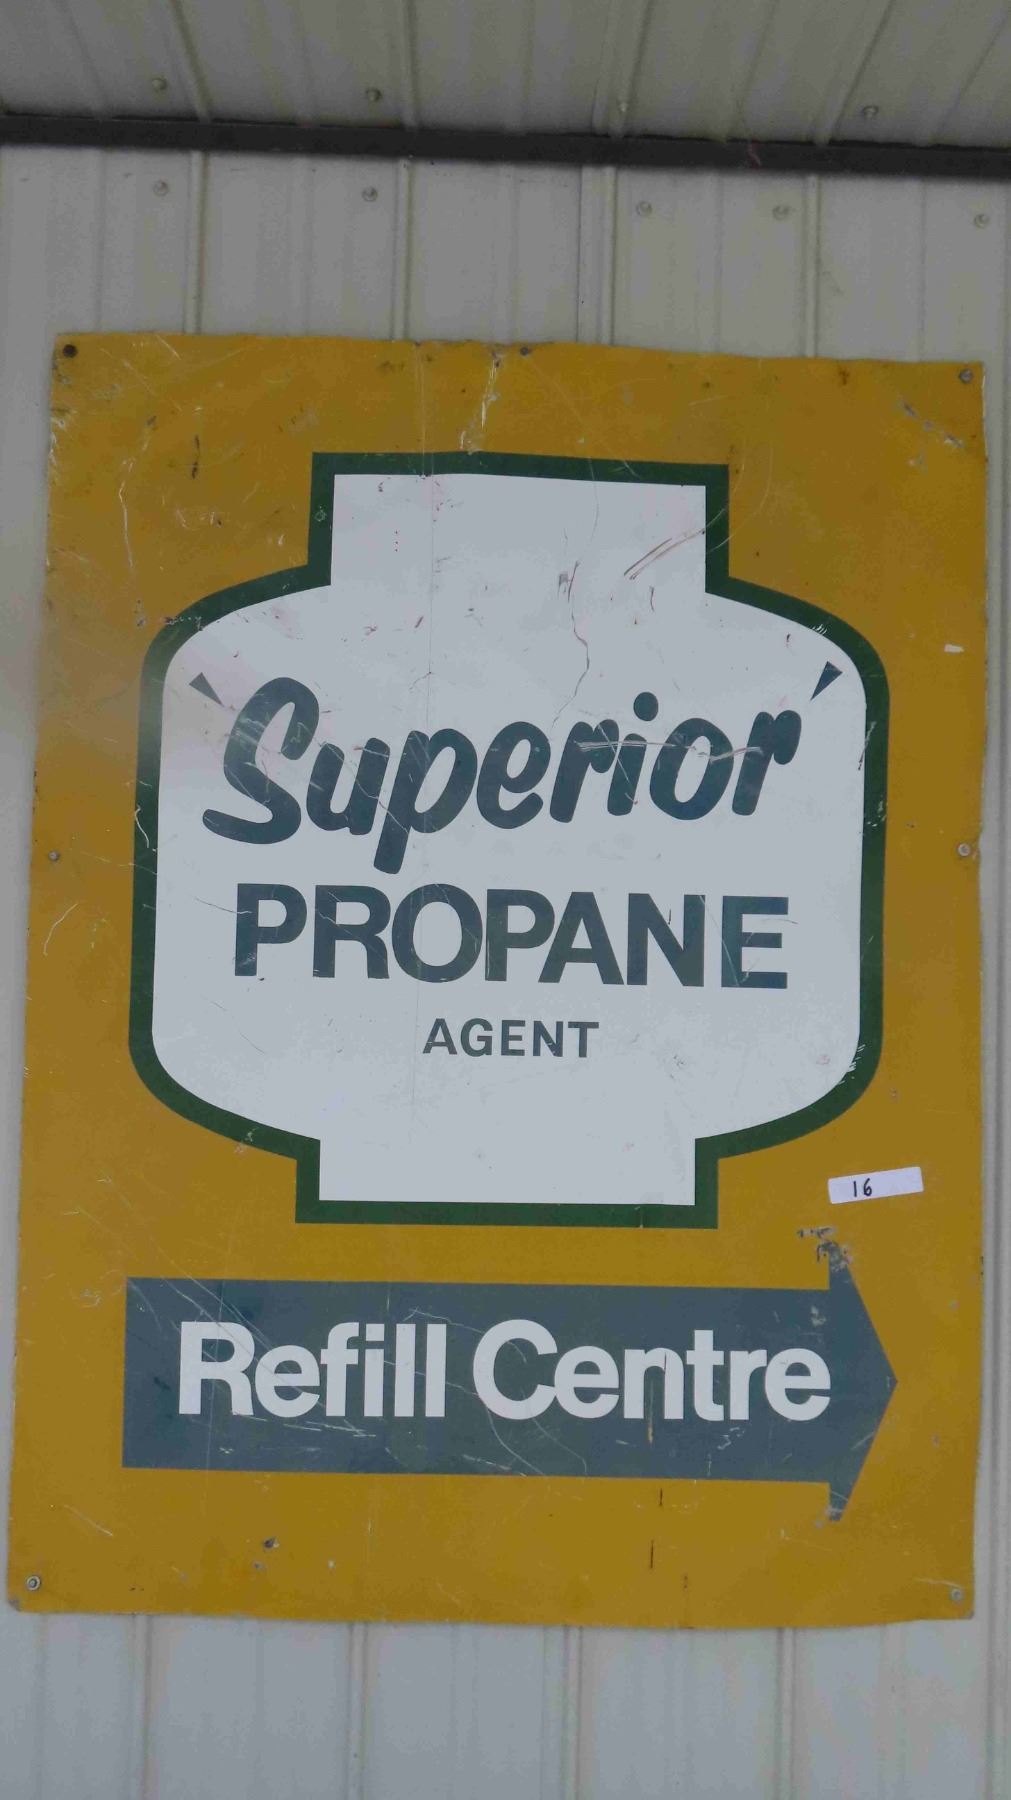 Superior
PROPANE
AGENT
16
Refill Centre